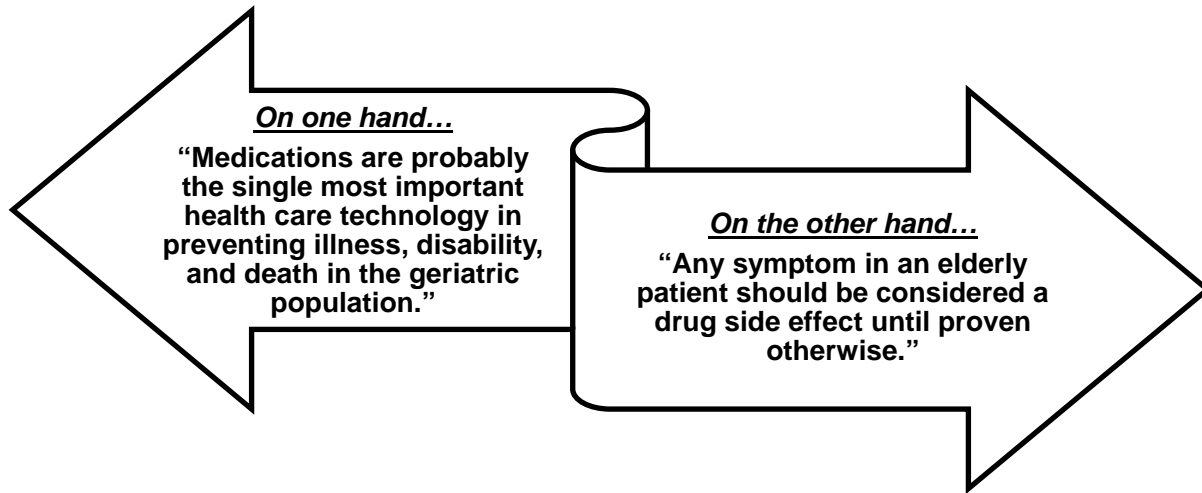 On one hand…
“Medications are probably
the single most important
health care technology in
preventing illness, disability,
and death in the geriatric
population.”
On the other hand…
“Any symptom in an elderly
patient should be considered a
drug side effect until proven
otherwise.”